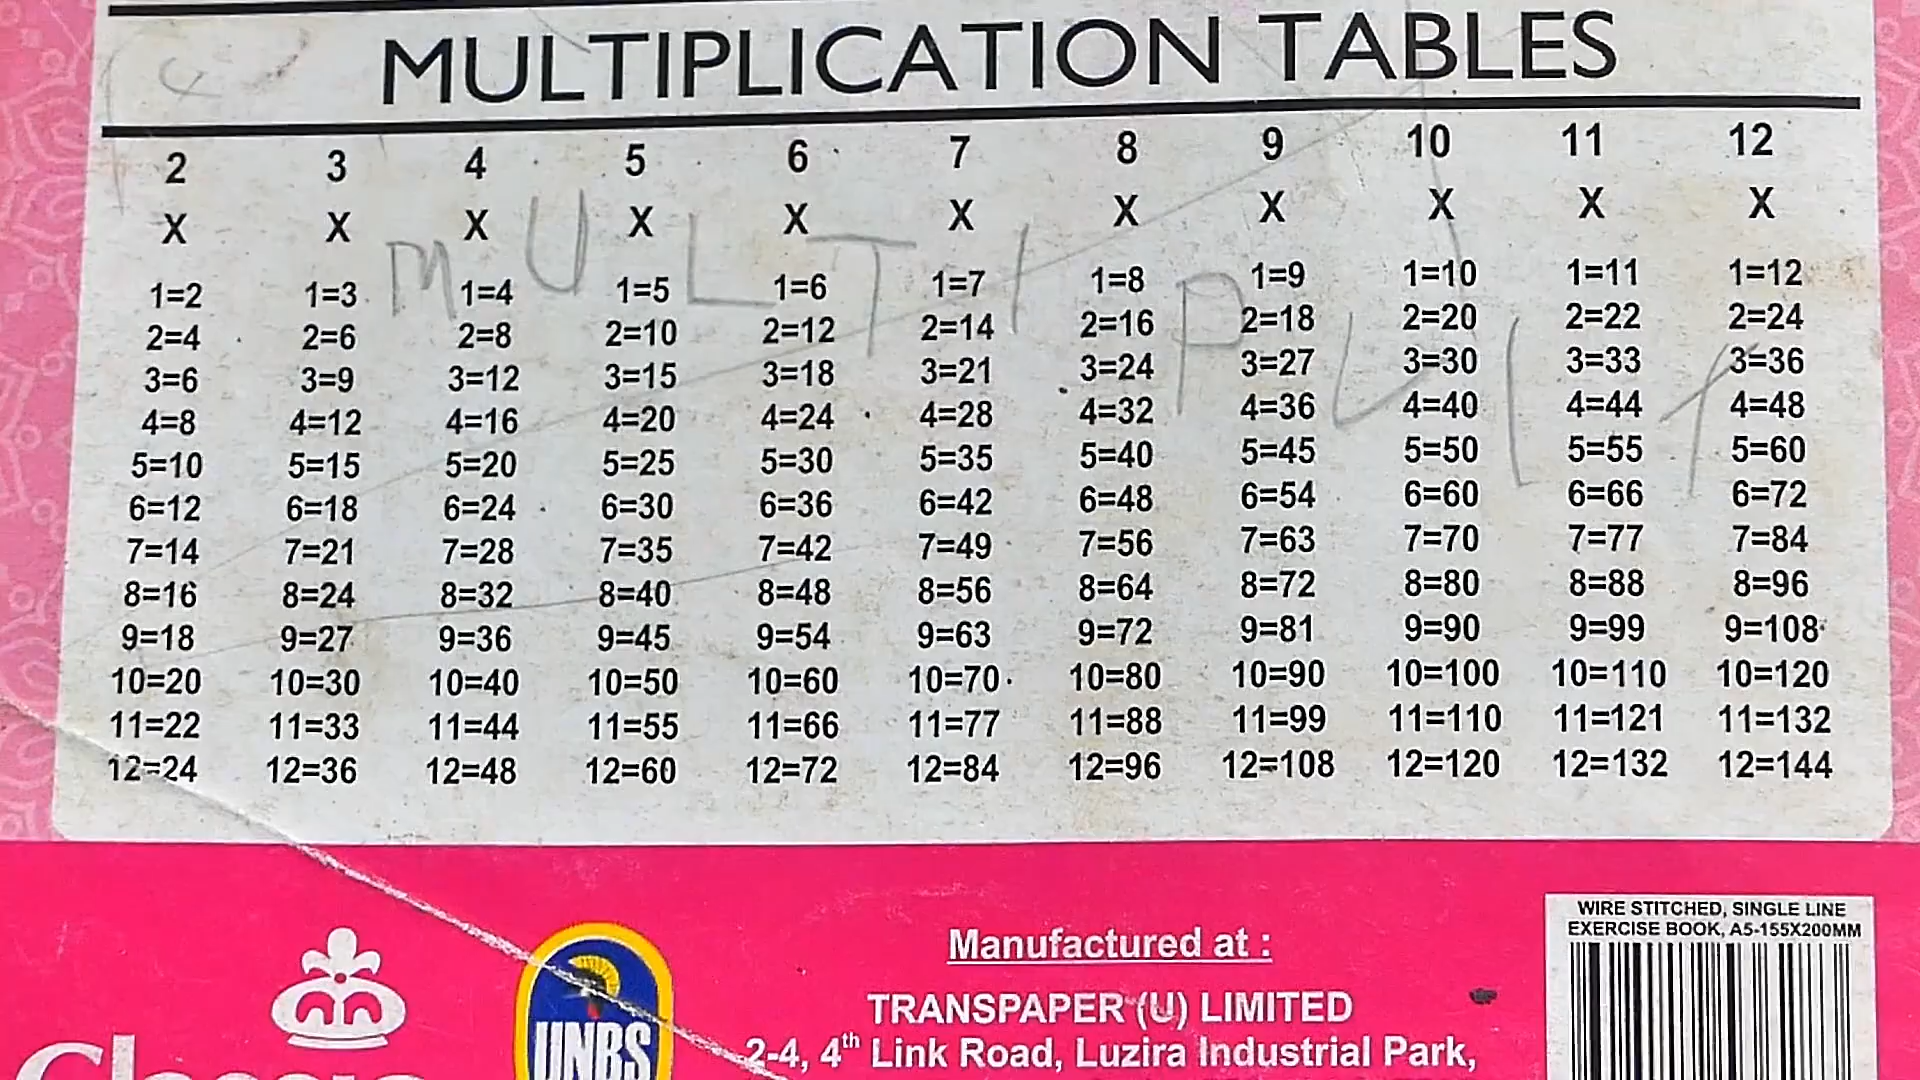 MULTIPLICATION TABLES
2 3 4 5 6 7 8 9 10 11 12
X X X X X X X X X X X
MULTIPLIY
1=2 1=3 1=4 1=5 1=6 1=7 1=8 1=9 1=10 1=11 1=12
2=4 2=6 2=8 2=10 2=12 2=14 2=16 2=18 2=20 2=22 2=24
3=6 3=9 3=12 3=15 3=18 3=21 3=24 3=27 3=30 3=33 3=36
4=8 4=12 4=16 4=20 4=24 4=28 4=32 4=36 4=40 4=44 4=48
5=10 5=15 5=20 5=25 5=30 5=35 5=40 5=45 5=50 5=55 5=60
6=12 6=18 6=24 6=30 6=36 6=42 6=48 6=54 6=60 6=66 6=72
7=14 7=21 7=28 7=35 7=42 7=49 7=56 7=63 7=70 7=77 7=84
8=16 8=24 8=32 8=40 8=48 8=56 8=64 8=72 8=80 8=88 8=96
9=18 9=27 9=36 9=45 9=54 9=63 9=72 9=81 9=90 9=99 9=108
10=20 10=30 10=40 10=50 10=60 10=70 10=80 10=90 10=100 10=110 10=120
11=22 11=33 11=44 11=55 11=66 11=77 11=88 11=99 11=110 11=121 11=132
12=24 12=36 12=48 12=60 12=72 12=84 12=96 12=108 12=120 12=132 12=144
WIRE STITCHED, SINGLE LINE
EXERCISE BOOK, A5-155X200MM
Manufactured at :
TRANSPAPER (U) LIMITED
2-4, 4th Link Road, Luzira Industrial Park,
UNBS